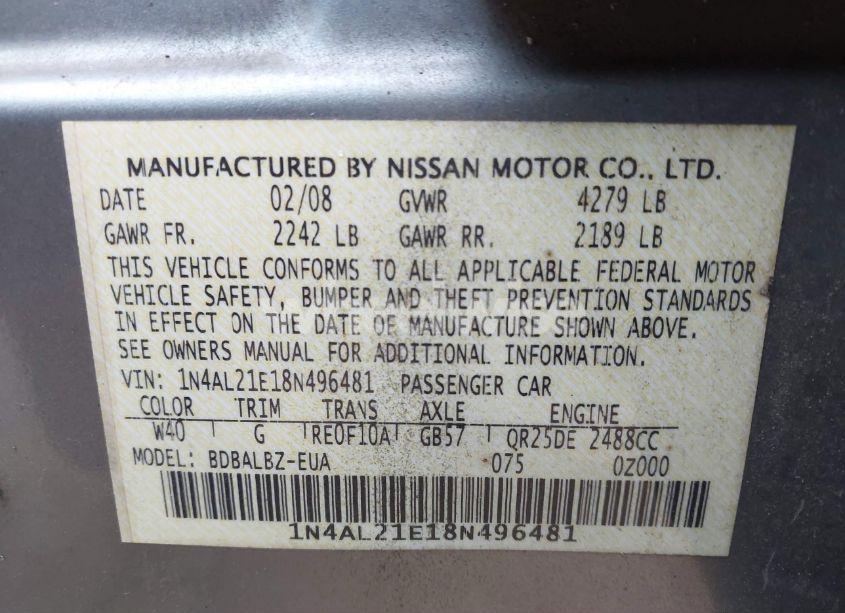 MANUFACTURED BY NISSAN MOTOR CO., LTD.
DATE 02/08 GVWR 4279 LB
GAWR FR. 2242 LB GAWR RR. 2189 LB
THIS VEHICLE CONFORMS TO ALL APPLICABLE FEDERAL MOTOR
VEHICLE SAFETY, BUMPER AND THEFT PREVENTION STANDARDS
IN EFFECT ON THE DATE OF MANUFACTURE SHOWN ABOVE.
SEE OWNERS MANUAL FOR ADDITIONAL INFORMATION.
VIN: 1N4AL21E18N496481 PASSENGER CAR
COLOR TRIM TRANS AXLE ENGINE
W40 G RE0F10A GB57 QR25DE 2488CC
MODEL: BDBALBZ-EUA 075 0Z000
1N4AL21E18N496481